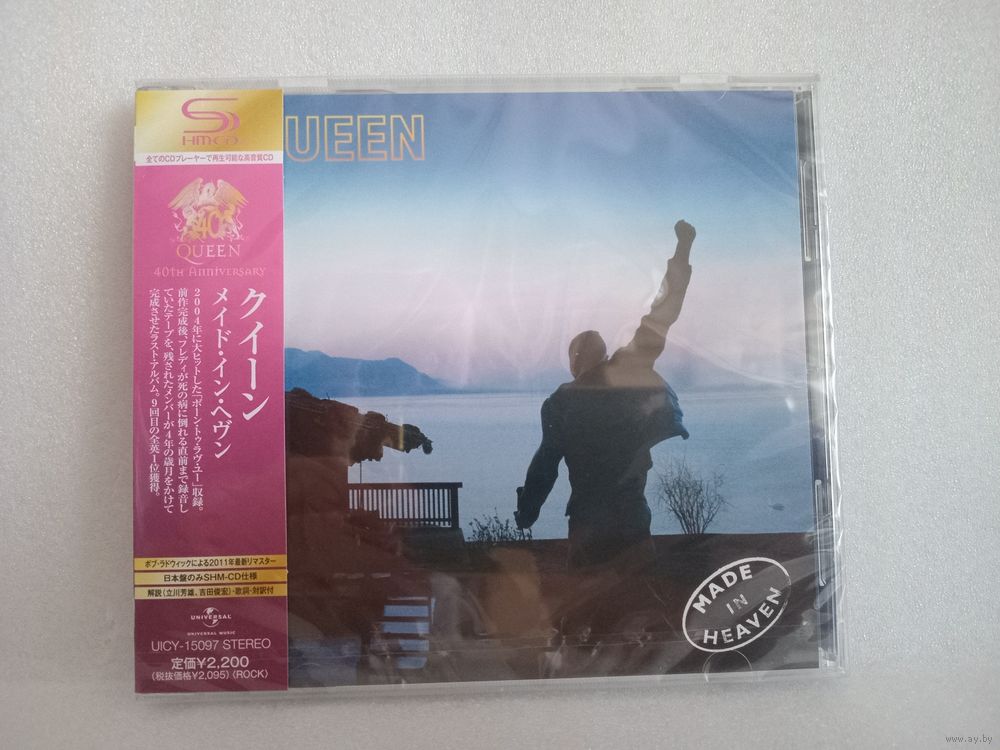 SHM-CD
全てのCDプレーヤーで再生可能な高音質CD
40
QUEEN
40TH ANNIVERSARY
クイーン
メイド・イン・ヘヴン
2004年に大ヒットした「ボーン・トゥ・ラヴ・ユー」収録。
前作完成後、フレディが死の病に倒れる直前まで録音し
ていたテープを、残されたメンバーが4年の歳月をかけて
完成させたラスト・アルバム。9回目の全英1位獲得。
ボブ・ラドウィックによる2011年最新リマスター
日本盤のみSHM-CD仕様
解説(立川芳雄、吉田俊宏)・歌詞・対訳付
UNIVERSAL
UNIVERSAL MUSIC
UICY-15097 STEREO
定価¥2,200
(税抜価格¥2,095) (ROCK)
UEEN
MADE
IN
HEAVEN
www.ay.by